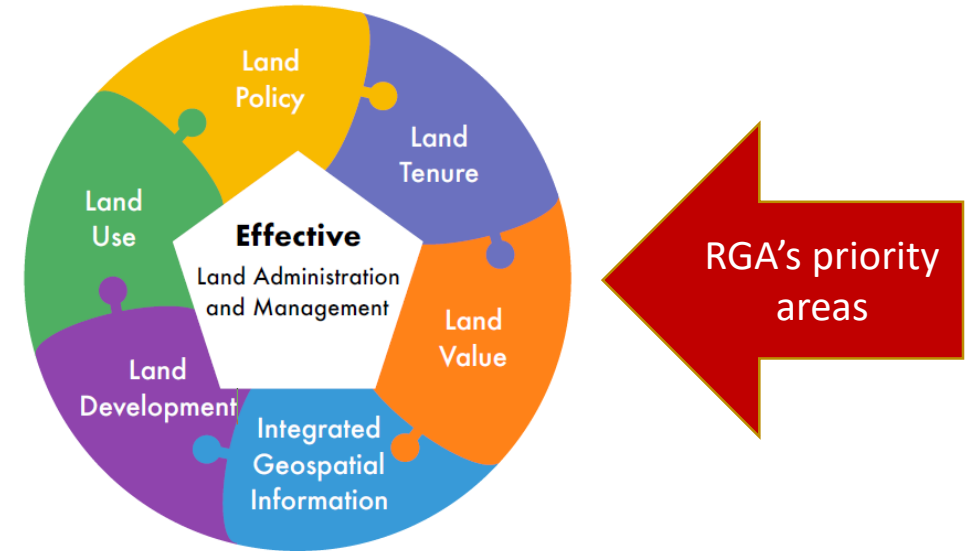 Land
Policy
Land
Tenure
Land
Use
Effective
Land Administration
and Management
Land
Value
Land
Development
Integrated
Geospatial
Information
RGA’s priority
areas